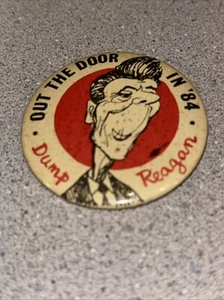 · OUT THE DOOR IN '84 ·
Dump Reagan